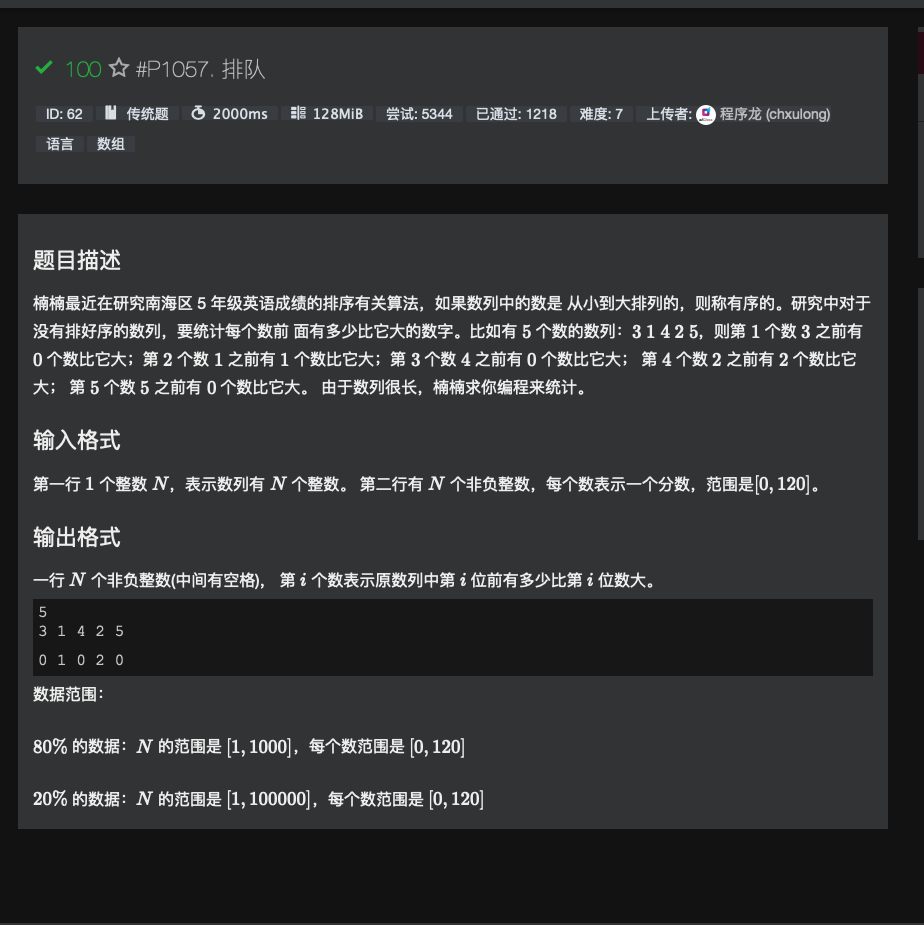 100 #P1057. 排队
ID: 62 传统题 2000ms 128MiB 尝试: 5344 已通过: 1218 难度: 7 上传者: 程序龙 (chxulong)
语言 数组
题目描述
楠楠最近在研究南海区 5 年级英语成绩的排序有关算法，如果数列中的数是 从小到大排列的，则称有序的。研究中对于
没有排好序的数列，要统计每个数前 面有多少比它大的数字。比如有 5 个数的数列：3 1 4 2 5，则第 1 个数 3 之前有
0 个数比它大；第 2 个数 1 之前有 1 个数比它大；第 3 个数 4 之前有 0 个数比它大； 第 4 个数 2 之前有 2 个数比它
大； 第 5 个数 5 之前有 0 个数比它大。 由于数列很长，楠楠求你编程来统计。
输入格式
第一行 1 个整数 N，表示数列有 N 个整数。 第二行有 N 个非负整数，每个数表示一个分数，范围是[0, 120]。
输出格式
一行 N 个非负整数(中间有空格)， 第 i 个数表示原数列中第 i 位前有多少比第 i 位数大。
5
3 1 4 2 5
0 1 0 2 0
数据范围：
80% 的数据：N 的范围是 [1, 1000]，每个数范围是 [0, 120]
20% 的数据：N 的范围是 [1, 100000]，每个数范围是 [0, 120]